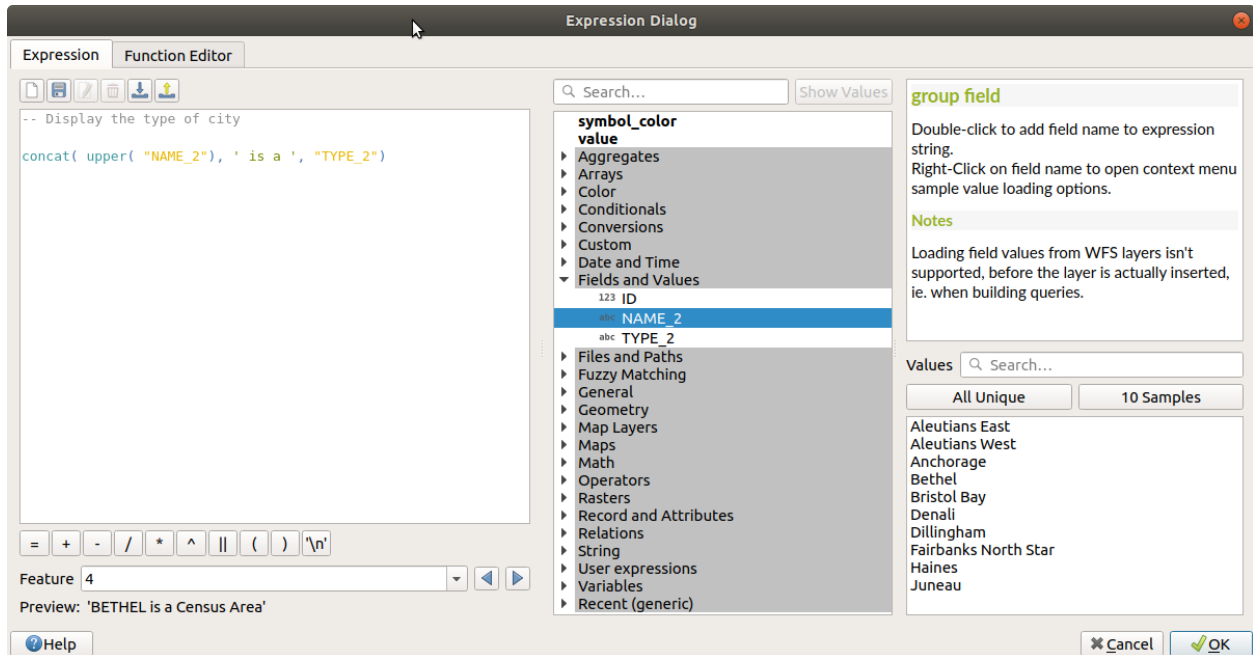 Expression Dialog
Expression
Function Editor
-- Display the type of city
concat( upper( "NAME_2"), ' is a ', "TYPE_2")
= + - / * ^ || ( ) '\n'
Feature 4
Preview: 'BETHEL is a Census Area'
Help
Search...
Show Values
symbol_color
value
Aggregates
Arrays
Color
Conditionals
Conversions
Custom
Date and Time
Fields and Values
123 ID
abc NAME_2
abc TYPE_2
Files and Paths
Fuzzy Matching
General
Geometry
Map Layers
Maps
Math
Operators
Rasters
Record and Attributes
Relations
String
User expressions
Variables
Recent (generic)
group field
Double-click to add field name to expression
string.
Right-Click on field name to open context menu
sample value loading options.
Notes
Loading field values from WFS layers isn't
supported, before the layer is actually inserted,
ie. when building queries.
Values Search...
All Unique
10 Samples
Aleutians East
Aleutians West
Anchorage
Bethel
Bristol Bay
Denali
Dillingham
Fairbanks North Star
Haines
Juneau
Cancel
OK